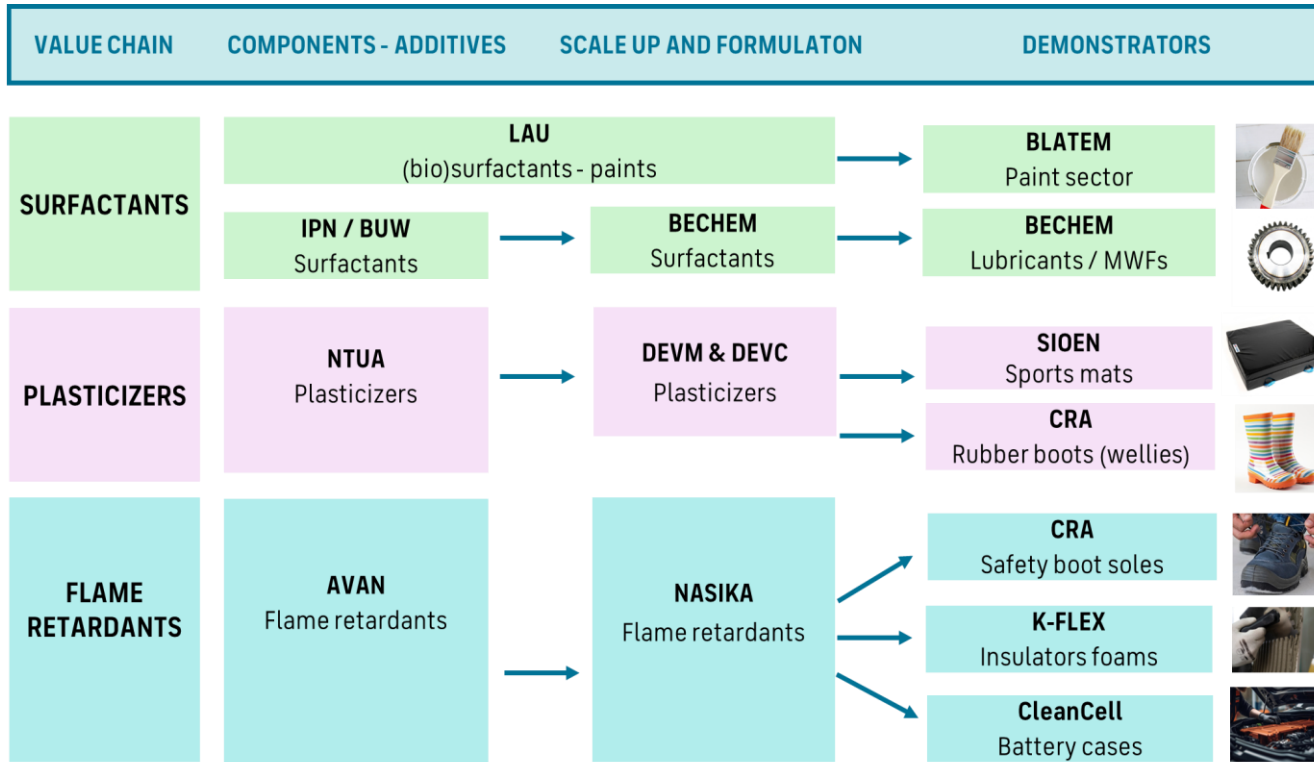 VALUE CHAIN
COMPONENTS - ADDITIVES
SCALE UP AND FORMULATON
DEMONSTRATORS
SURFACTANTS
LAU
(bio)surfactants - paints
BLATEM
Paint sector
IPN / BUW
Surfactants
BECHEM
Surfactants
BECHEM
Lubricants / MWFs
PLASTICIZERS
NTUA
Plasticizers
DEVM & DEVC
Plasticizers
SIOEN
Sports mats
CRA
Rubber boots (wellies)
FLAME
RETARDANTS
AVAN
Flame retardants
NASIKA
Flame retardants
CRA
Safety boot soles
K-FLEX
Insulators foams
CleanCell
Battery cases